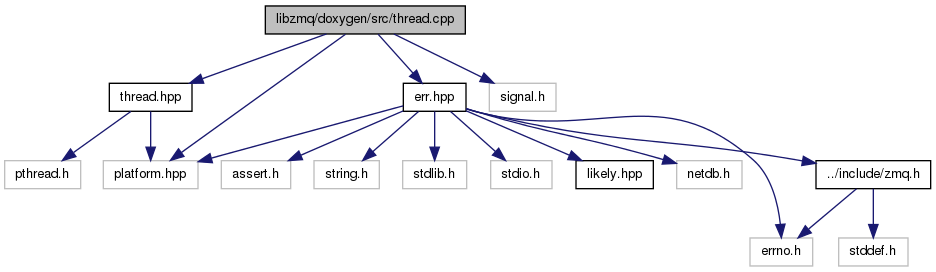 libzmq/doxygen/src/thread.cpp
thread.hpp
err.hpp
signal.h
pthread.h
platform.hpp
assert.h
string.h
stdlib.h
stdio.h
likely.hpp
netdb.h
../include/zmq.h
errno.h
stddef.h